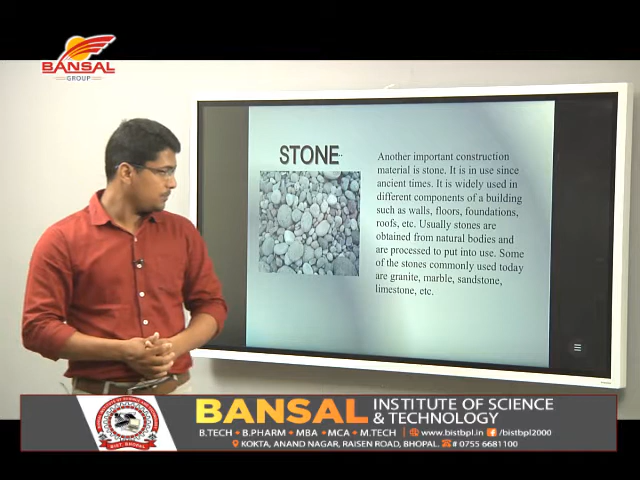 BANSAL
GROUP
STONE
Another important construction
material is stone. It is in use since
ancient times. It is widely used in
different components of a building
such as walls, floors, foundations,
roofs, etc. Usually stones are
obtained from natural bodies and
are processed to put into use. Some
of the stones commonly used today
are granite, marble, sandstone,
limestone, etc.
BANSAL INSTITUTE OF SCIENCE
& TECHNOLOGY
B.TECH • B.PHARM • MBA • MCA • M.TECH www.bistbpl.in /bistbpl2000
KOKTA, ANAND NAGAR, RAISEN ROAD, BHOPAL. # 0755 6681100
BIST, BHOPAL